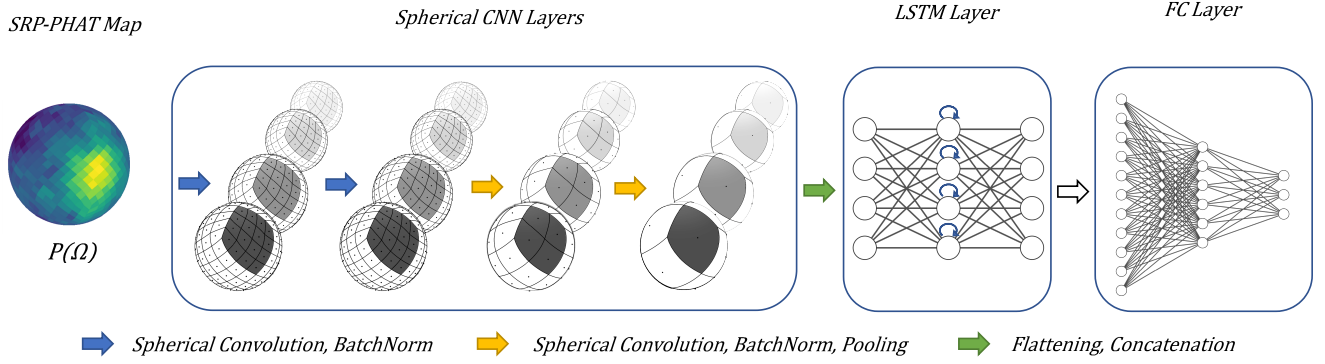 SRP-PHAT Map
Spherical CNN Layers
LSTM Layer
FC Layer
P(Ω)
Spherical Convolution, BatchNorm
Spherical Convolution, BatchNorm, Pooling
Flattening, Concatenation